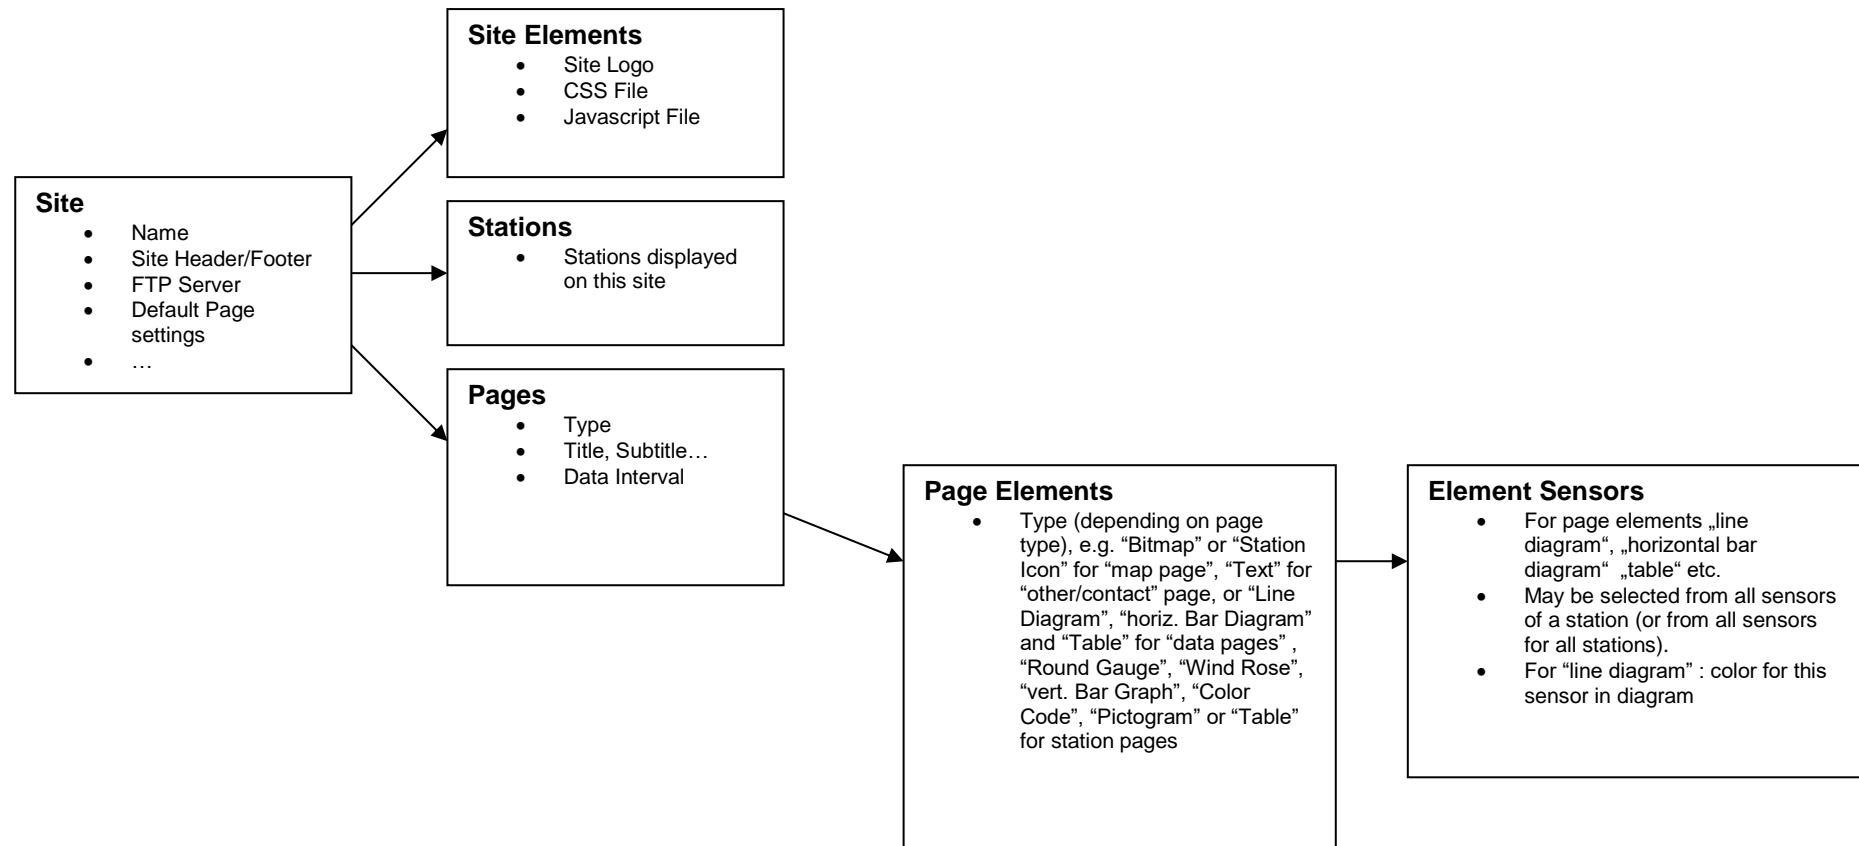 Site Elements
• Site Logo
• CSS File
• Javascript File
Site
• Name
• Site Header/Footer
• FTP Server
• Default Page
settings
• …
Stations
• Stations displayed
on this site
Pages
• Type
• Title, Subtitle…
• Data Interval
Page Elements
• Type (depending on page
type), e.g. “Bitmap” or “Station
Icon” for “map page”, “Text” for
“other/contact” page, or “Line
Diagram”, “horiz. Bar Diagram”
and “Table” for “data pages” ,
“Round Gauge”, “Wind Rose”,
“vert. Bar Graph”, “Color
Code”, “Pictogram” or “Table”
for station pages
Element Sensors
• For page elements „line
diagram“, „horizontal bar
diagram“ „table“ etc.
• May be selected from all sensors
of a station (or from all sensors
for all stations).
• For “line diagram” : color for this
sensor in diagram